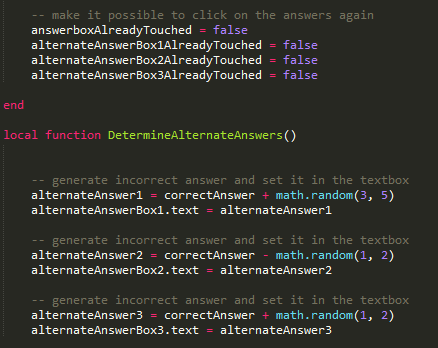 -- make it possible to click on the answers again
answerboxAlreadyTouched = false
alternateAnswerBox1AlreadyTouched = false
alternateAnswerBox2AlreadyTouched = false
alternateAnswerBox3AlreadyTouched = false
end
local function DetermineAlternateAnswers()
-- generate incorrect answer and set it in the textbox
alternateAnswer1 = correctAnswer + math.random(3, 5)
alternateAnswerBox1.text = alternateAnswer1
-- generate incorrect answer and set it in the textbox
alternateAnswer2 = correctAnswer - math.random(1, 2)
alternateAnswerBox2.text = alternateAnswer2
-- generate incorrect answer and set it in the textbox
alternateAnswer3 = correctAnswer + math.random(1, 2)
alternateAnswerBox3.text = alternateAnswer3